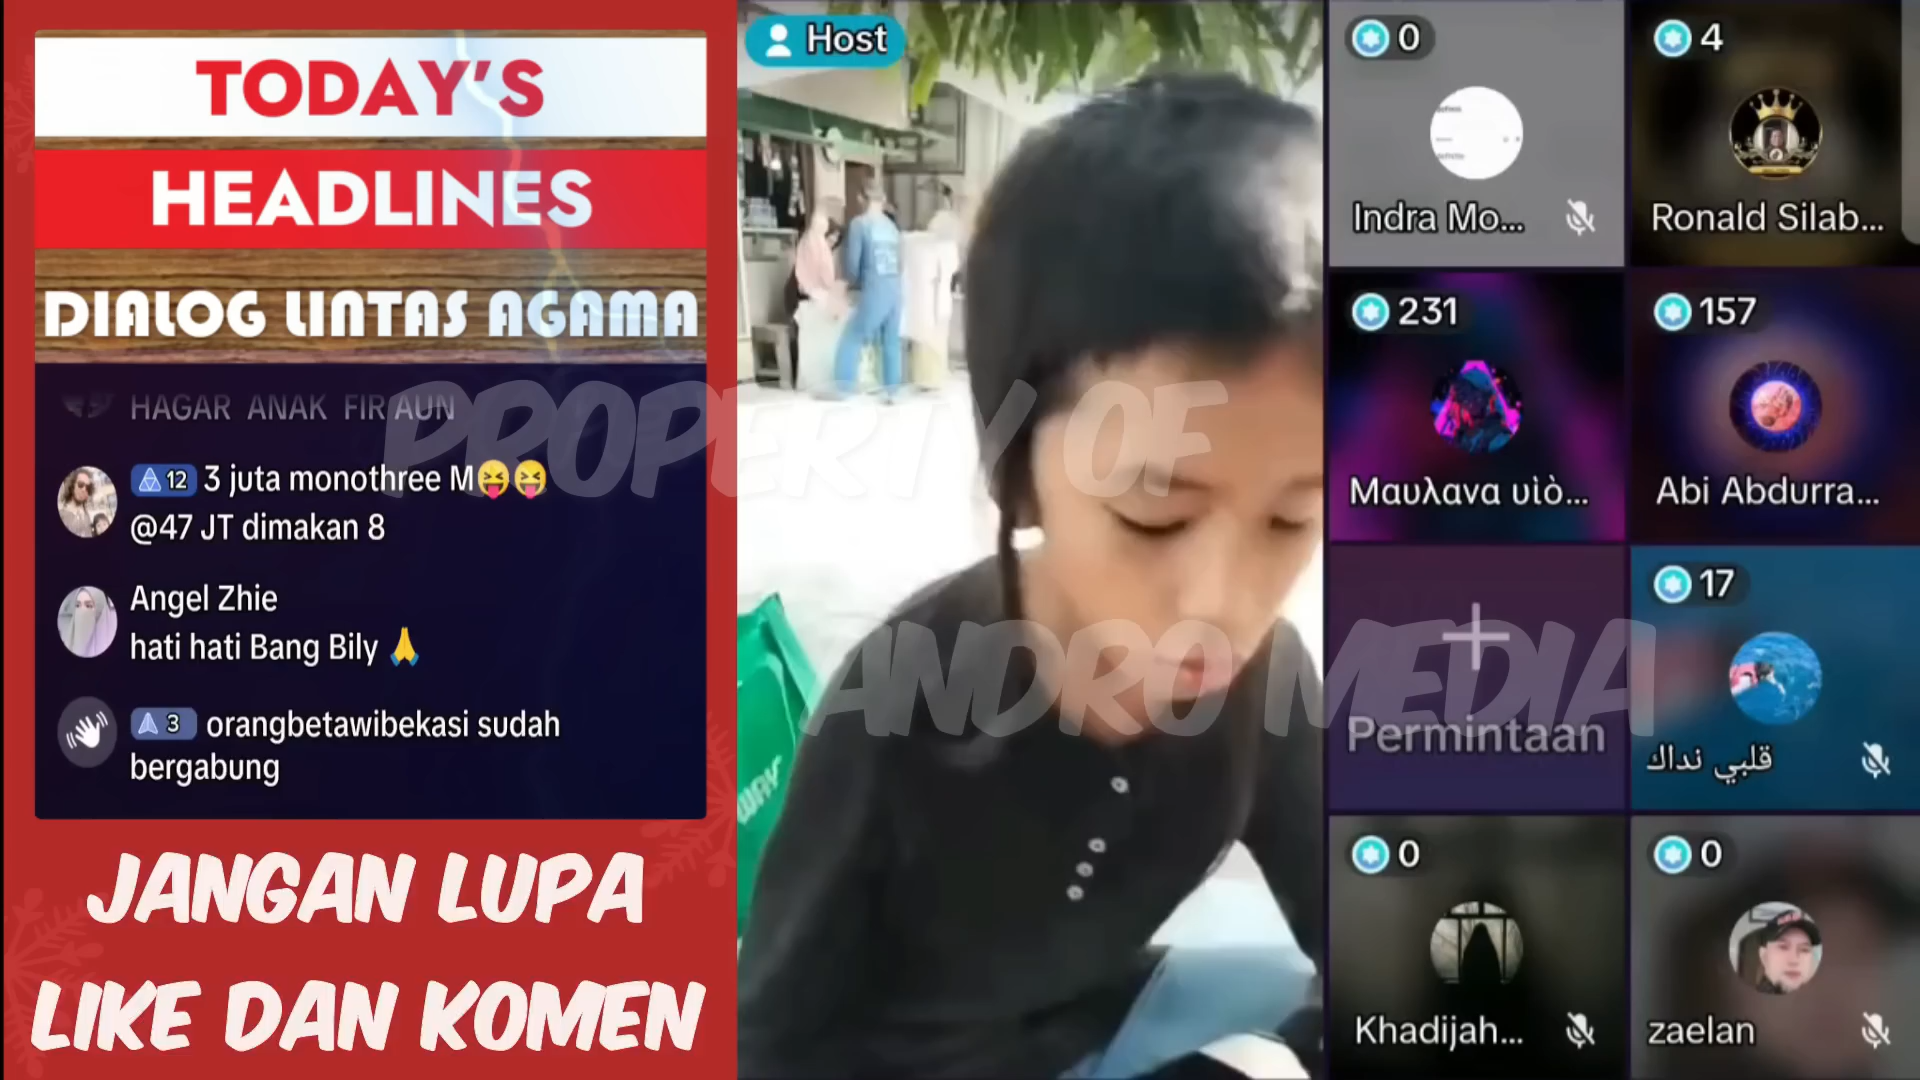 TODAY'S
HEADLINES
DIALOG LINTAS AGAMA
HAGAR ANAK FIRAUN
12 3 juta monothree M😝😝
@47 JT dimakan 8
Angel Zhie
hati hati Bang Bily 🙏
3 orangbetawibekasi sudah
bergabung
JANGAN LUPA
LIKE DAN KOMEN
Host
PROPERTY OF
ANDRO MEDIA
WAY
0
Indra Mo...
4
Ronald Silab...
231
Μαυλανα υἱὸ...
157
Abi Abdurra...
Permintaan
17
قلبي نداك
0
Khadijah...
0
zaelan